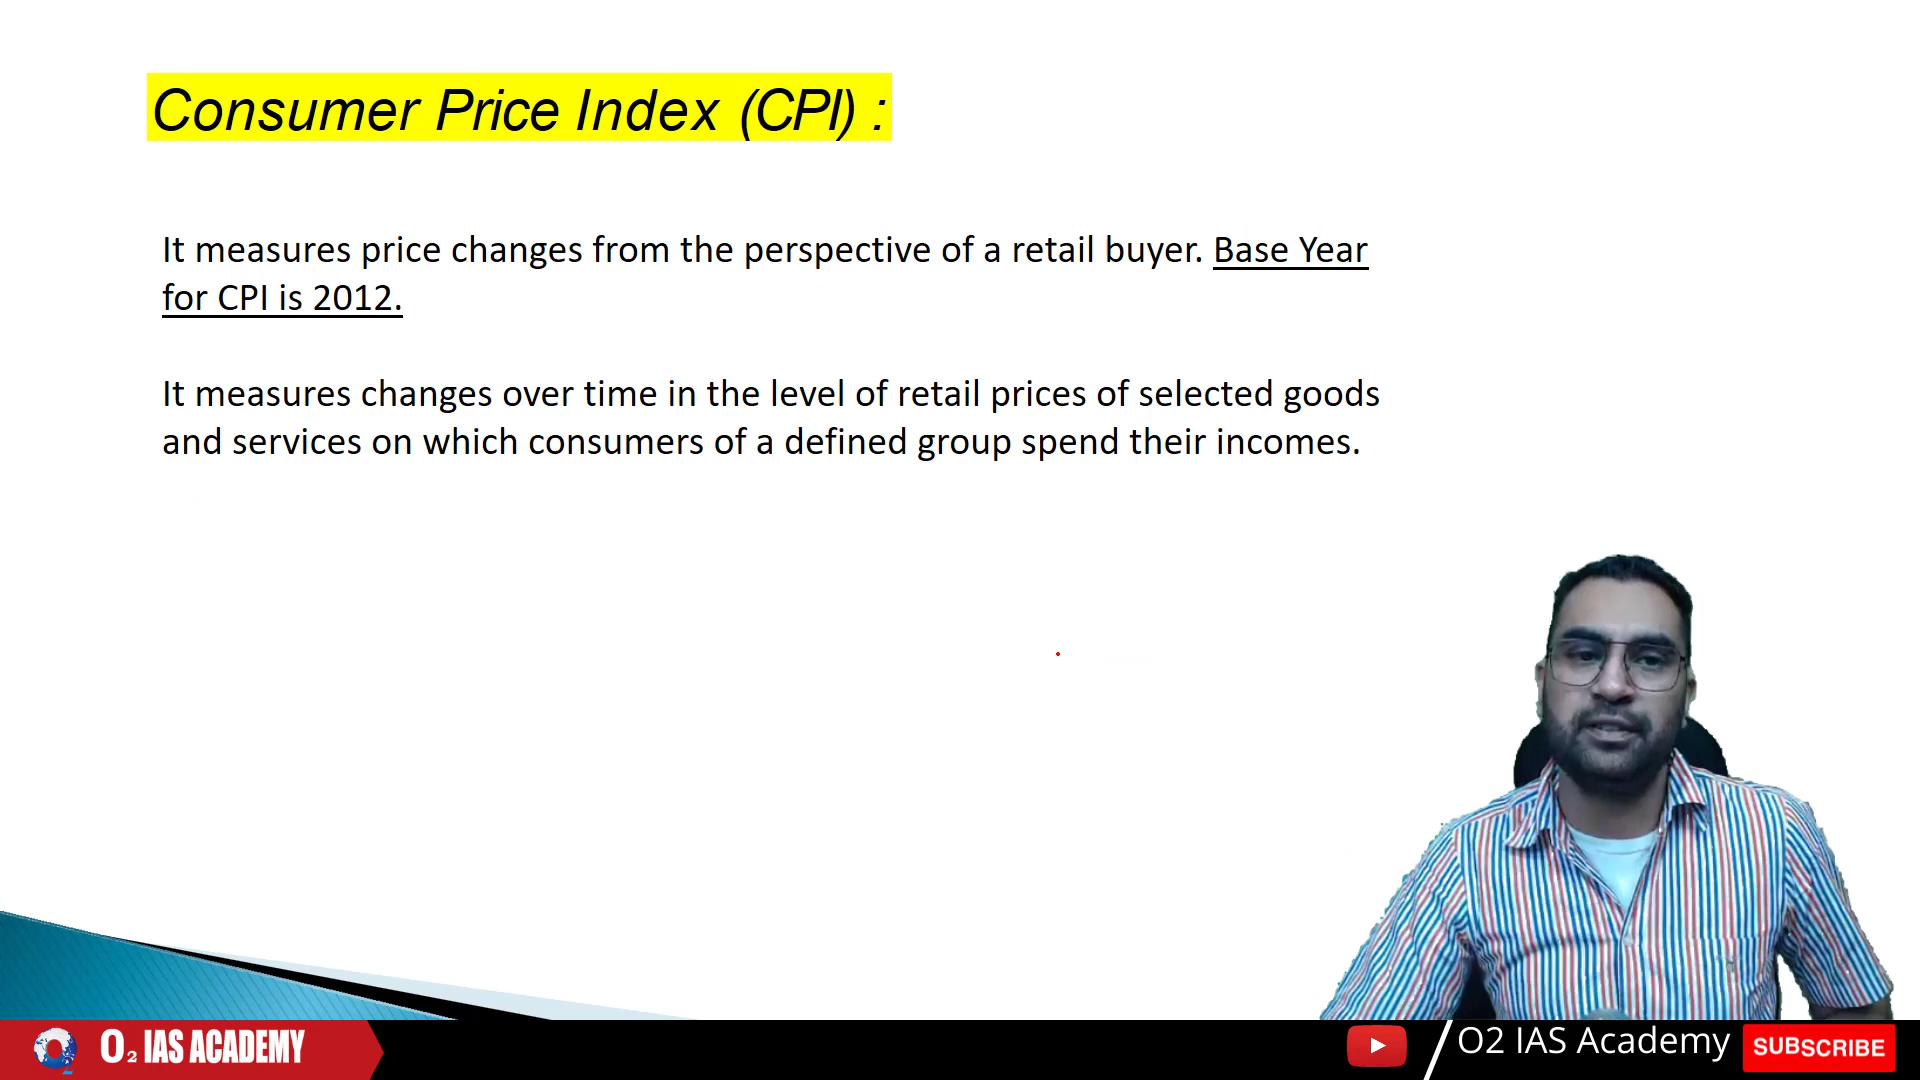 Consumer Price Index (CPI) :
It measures price changes from the perspective of a retail buyer. Base Year
for CPI is 2012.
It measures changes over time in the level of retail prices of selected goods
and services on which consumers of a defined group spend their incomes.
O2 IAS ACADEMY
O2 IAS Academy
SUBSCRIBE